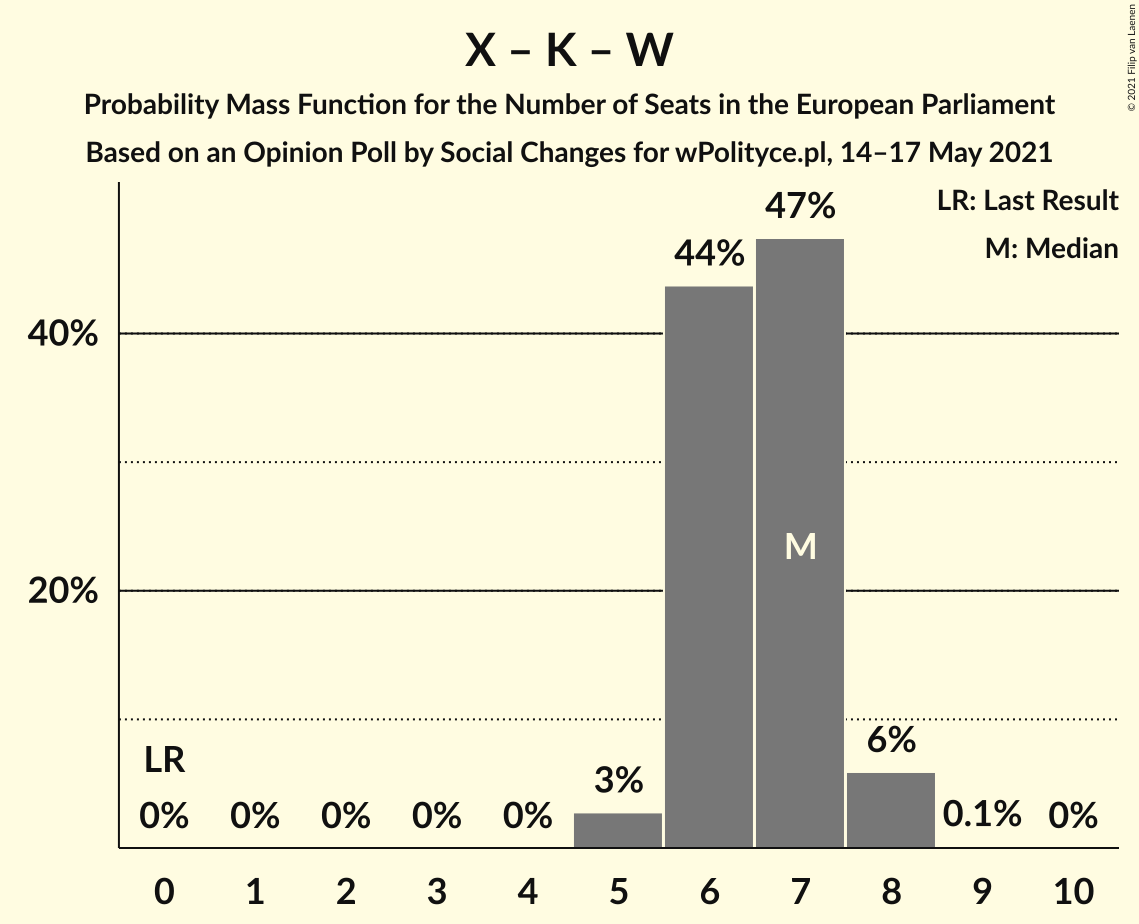 X – K – W
Probability Mass Function for the Number of Seats in the European Parliament
Based on an Opinion Poll by Social Changes for wPolityce.pl, 14–17 May 2021
© 2021 Filip van Laenen
LR: Last Result
M: Median
47%
44%
40%
M
20%
LR
6%
3%
0% 0% 0% 0% 0% 0.1% 0%
0 1 2 3 4 5 6 7 8 9 10